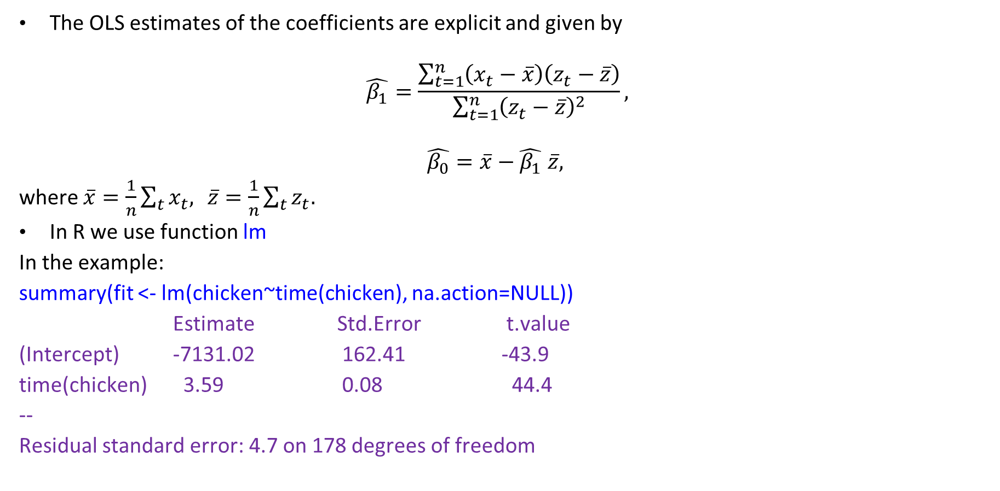 • The OLS estimates of the coefficients are explicit and given by
$\widehat{\beta_1} = \frac{\sum_{t=1}^{n}(x_t - \bar{x})(z_t - \bar{z})}{\sum_{t=1}^{n}(z_t - \bar{z})^2},$
$\widehat{\beta_0} = \bar{x} - \widehat{\beta_1}\ \bar{z},$
where $\bar{x} = \frac{1}{n}\sum_t x_t,\ \bar{z} = \frac{1}{n}\sum_t z_t.$
• In R we use function lm
In the example:
summary(fit <- lm(chicken~time(chicken), na.action=NULL))
Estimate Std.Error t.value
(Intercept) -7131.02 162.41 -43.9
time(chicken) 3.59 0.08 44.4
--
Residual standard error: 4.7 on 178 degrees of freedom